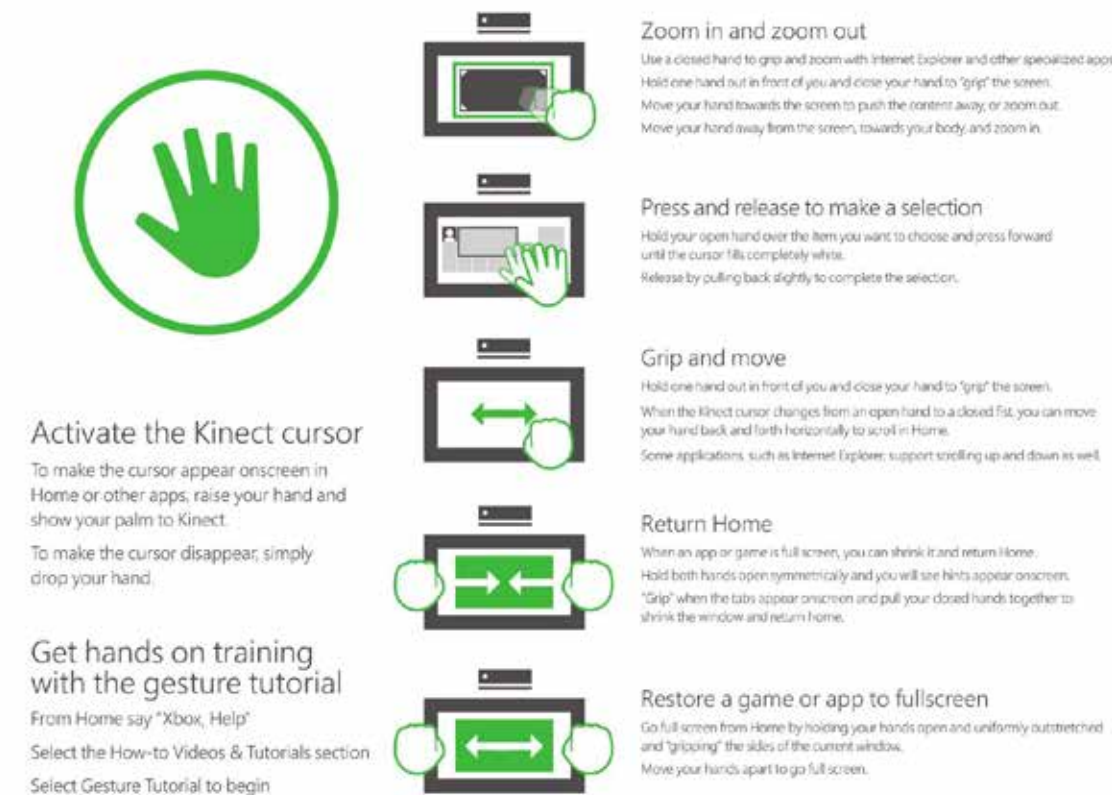 Activate the Kinect cursor
To make the cursor appear onscreen in
Home or other apps, raise your hand and
show your palm to Kinect.
To make the cursor disappear, simply
drop your hand.
Get hands on training
with the gesture tutorial
From Home say "Xbox, Help"
Select the How-to Videos & Tutorials section
Select Gesture Tutorial to begin
Zoom in and zoom out
Use a closed hand to grip and zoom with Internet Explorer and other specialized apps
Hold one hand out in front of you and close your hand to "grip" the screen.
Move your hand towards the screen to push the content away, or zoom out.
Move your hand away from the screen, towards your body, and zoom in.
Press and release to make a selection
Hold your open hand over the item you want to choose and press forward
until the cursor fills completely white.
Release by pulling back slightly to complete the selection.
Grip and move
Hold one hand out in front of you and close your hand to "grip" the screen.
When the Kinect cursor changes from an open hand to a closed fist, you can move
your hand back and forth horizontally to scroll in Home.
Some applications, such as Internet Explorer, support scrolling up and down as well.
Return Home
When an app or game is full screen, you can shrink it and return Home.
Hold both hands open symmetrically and you will see hints appear onscreen.
"Grip" when the tabs appear onscreen and pull your closed hands together to
shrink the window and return home.
Restore a game or app to fullscreen
Go full screen from Home by holding your hands open and uniformly outstretched
and "gripping" the sides of the current window.
Move your hands apart to go full screen.